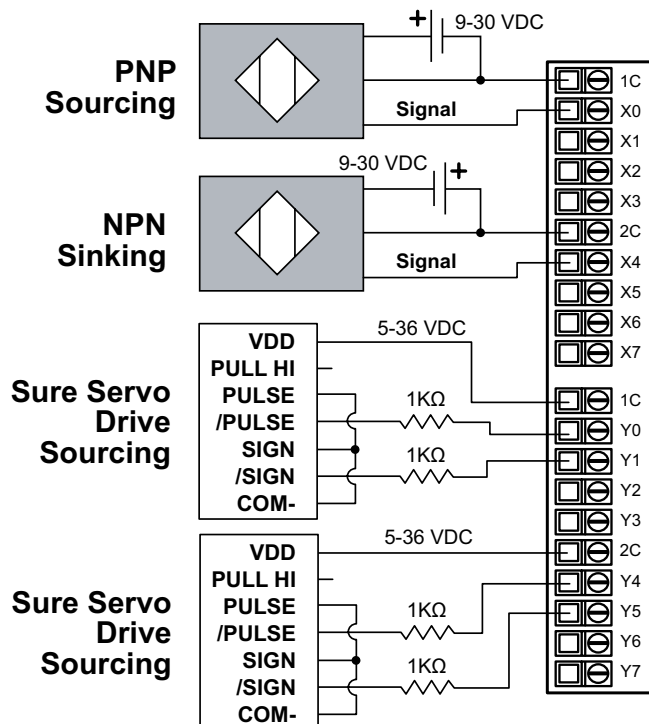 PNP
Sourcing
+
9-30 VDC
Signal
NPN
Sinking
9-30 VDC
+
Signal
1C
X0
X1
X2
X3
2C
X4
X5
X6
X7
Sure Servo
Drive
Sourcing
VDD
PULL HI
PULSE
/PULSE
SIGN
/SIGN
COM-
5-36 VDC
1KΩ
1KΩ
1C
Y0
Y1
Y2
Y3
2C
Y4
Y5
Y6
Y7
Sure Servo
Drive
Sourcing
VDD
PULL HI
PULSE
/PULSE
SIGN
/SIGN
COM-
5-36 VDC
1KΩ
1KΩ